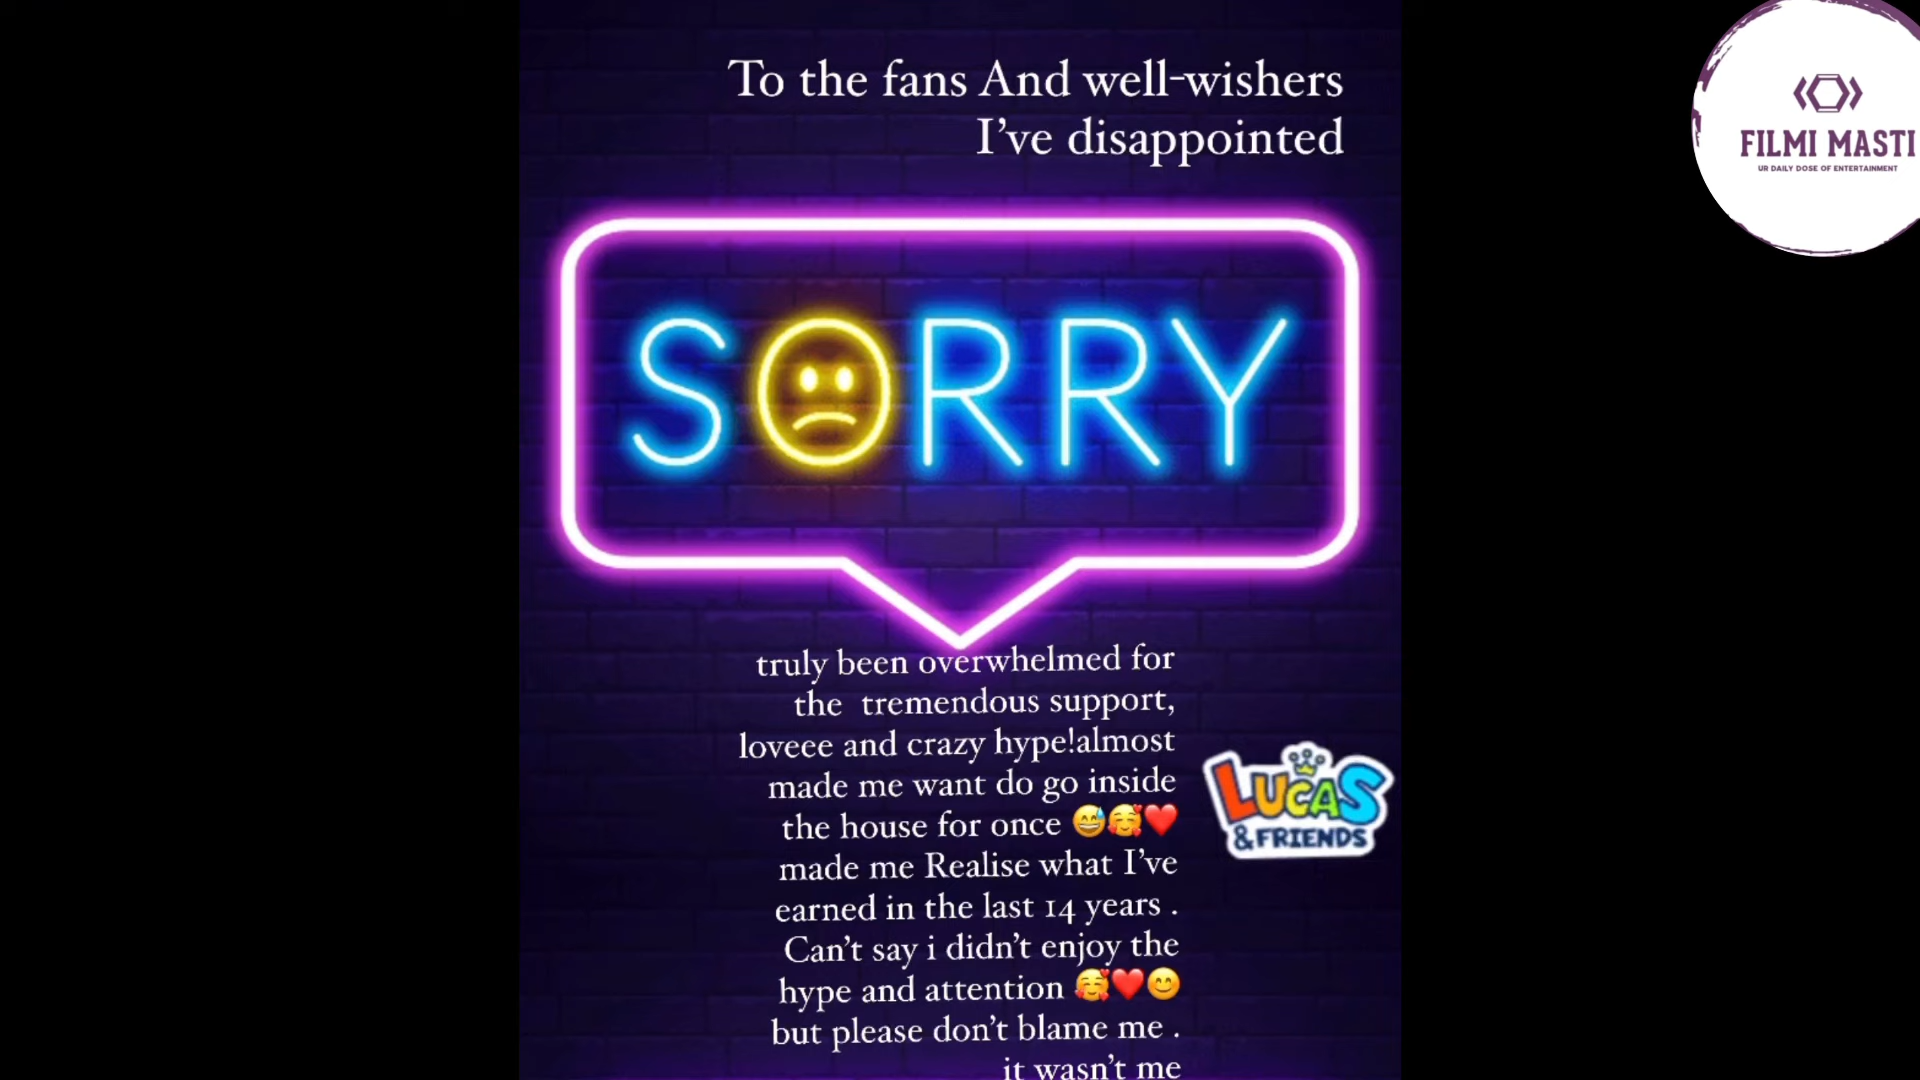 To the fans And well-wishers
I've disappointed
SORRY
truly been overwhelmed for
the tremendous support,
loveee and crazy hype!almost
made me want do go inside
the house for once 😅🥰❤️
made me Realise what I've
earned in the last 14 years .
Can't say i didn't enjoy the
hype and attention 🥰❤️😊
but please don't blame me .
it wasn't me
LUCAS
&FRIENDS
FILMI MASTI
UR DAILY DOSE OF ENTERTAINMENT